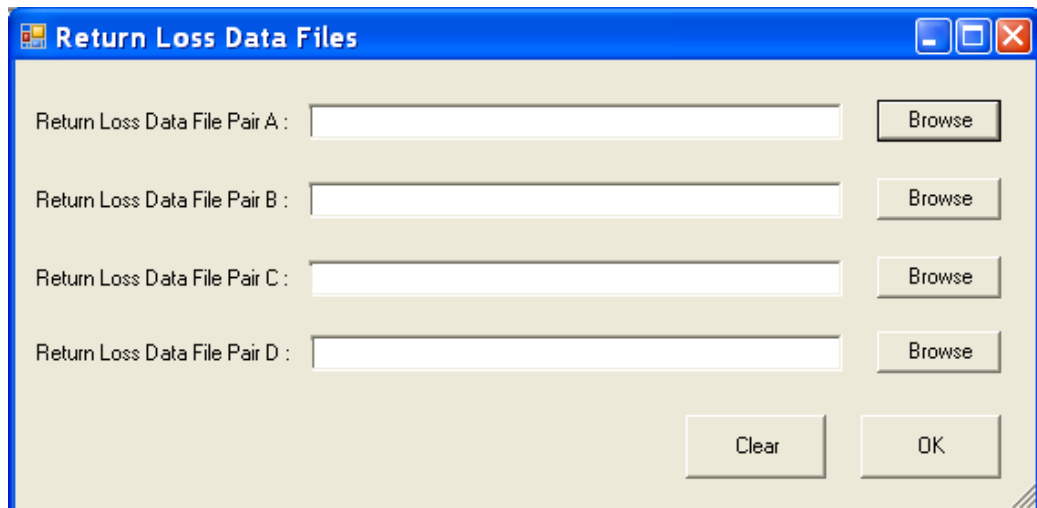 Return Loss Data Files
Return Loss Data File Pair A : Browse
Return Loss Data File Pair B : Browse
Return Loss Data File Pair C : Browse
Return Loss Data File Pair D : Browse
Clear OK